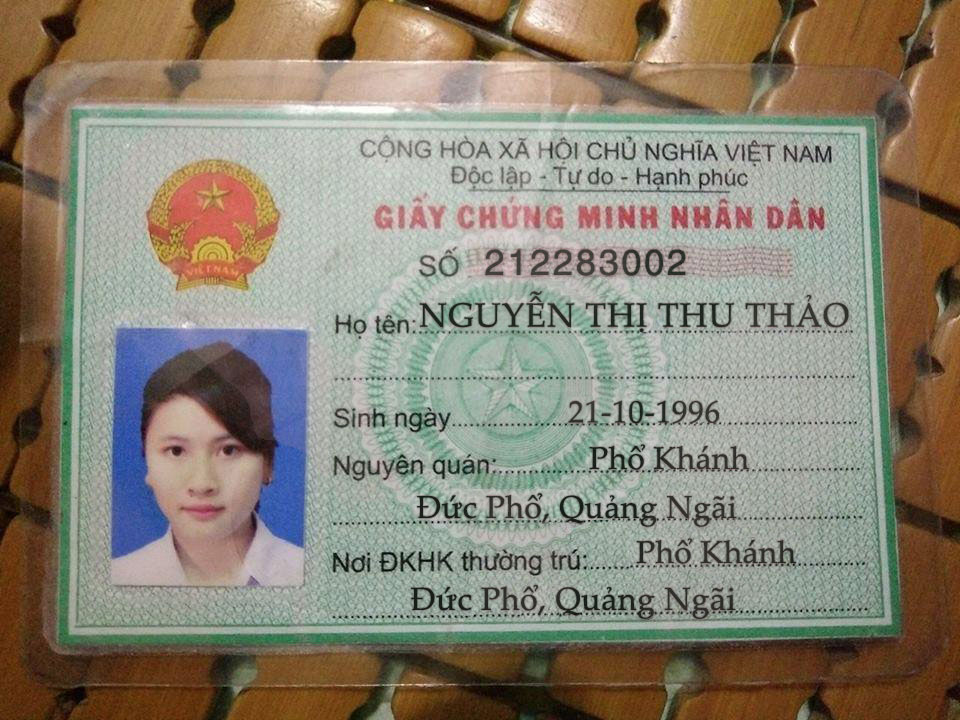 CỘNG HÒA XÃ HỘI CHỦ NGHĨA VIỆT NAM
Độc lập - Tự do - Hạnh phúc
GIẤY CHỨNG MINH NHÂN DÂN
VIỆT NAM
SỐ 212283002
Họ tên: NGUYỄN THỊ THU THẢO
Sinh ngày 21-10-1996
Nguyên quán: Phổ Khánh
Đức Phổ, Quảng Ngãi
Nơi ĐKHK thường trú: Phổ Khánh
Đức Phổ, Quảng Ngãi